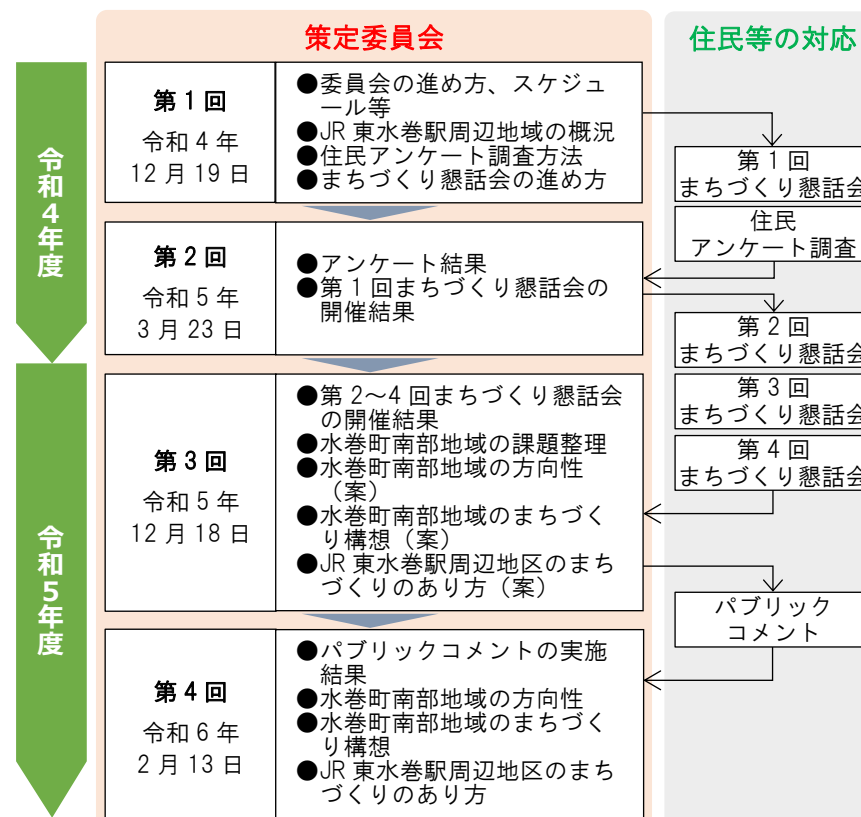 策定委員会
住民等の対応
令和4年度
第1回
令和4年
12月19日
●委員会の進め方、スケジュ
ール等
●JR東水巻駅周辺地域の概況
●住民アンケート調査方法
●まちづくり懇話会の進め方
第1回
まちづくり懇話会
住民
アンケート調査
第2回
令和5年
3月23日
●アンケート結果
●第1回まちづくり懇話会の
開催結果
第2回
まちづくり懇話会
第3回
まちづくり懇話会
第4回
まちづくり懇話会
令和5年度
第3回
令和5年
12月18日
●第2～4回まちづくり懇話会
の開催結果
●水巻町南部地域の課題整理
●水巻町南部地域の方向性
（案）
●水巻町南部地域のまちづく
り構想（案）
●JR東水巻駅周辺地区のまち
づくりのあり方（案）
パブリック
コメント
第4回
令和6年
2月13日
●パブリックコメントの実施
結果
●水巻町南部地域の方向性
●水巻町南部地域のまちづく
り構想
●JR東水巻駅周辺地区のまち
づくりのあり方